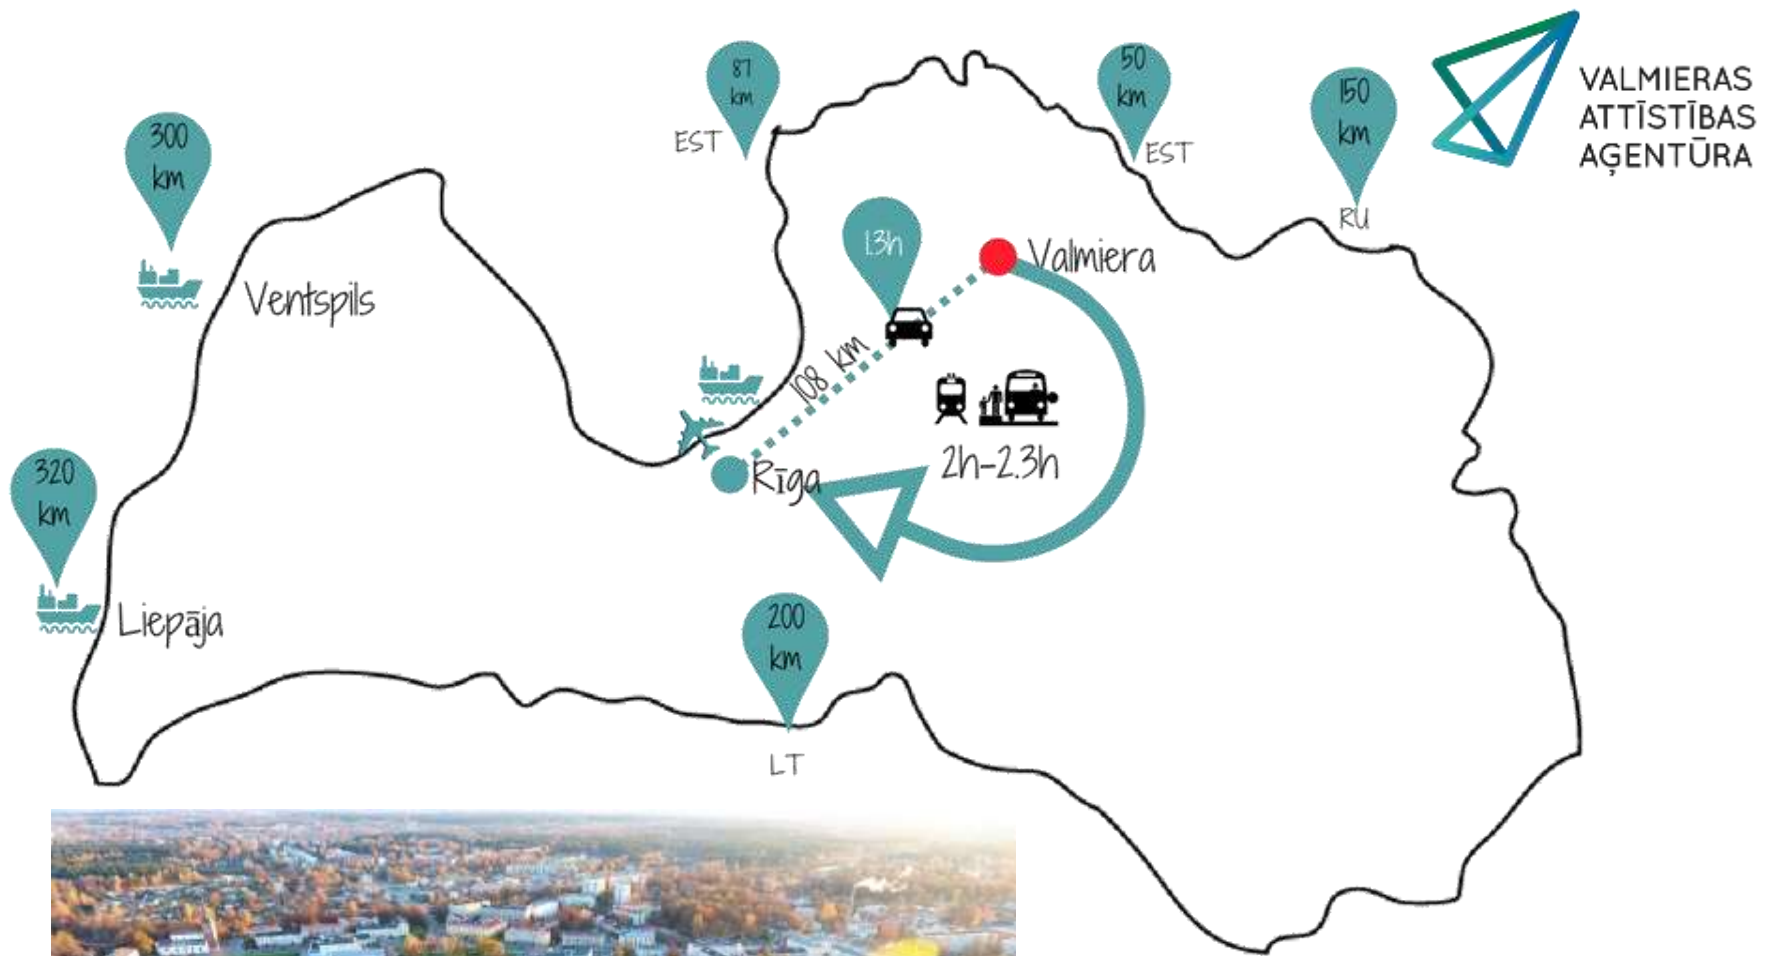 87
km
50
km
150
km
VALMIERAS
ATTĪSTĪBAS
AĢENTŪRA
300
km
EST
EST
RU
1.3h
Valmiera
Ventspils
108 km
320
km
2h-2.3h
Rīga
Liepāja
200
km
LT